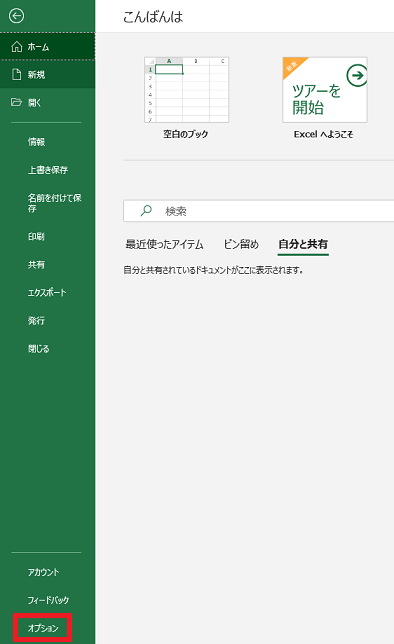 こんばんは
ホーム
新規
開く
情報
上書き保存
名前を付けて保
存
印刷
共有
エクスポート
発行
閉じる
アカウント
フィードバック
オプション
A B C
1
2
3
4
5
6
7
空白のブック
新規
ツアーを
開始
Excel へようこそ
検索
最近使ったアイテム ピン留め 自分と共有
自分と共有されているドキュメントがここに表示されます。